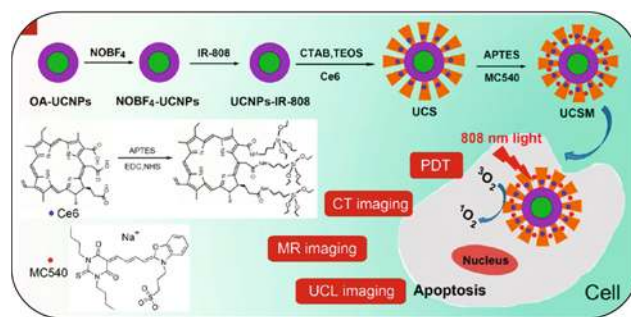 NOBF₄
IR-808
CTAB,TEOS
Ce6
APTES
MC540
OA-UCNPs
NOBF₄-UCNPs
UCNPs-IR-808
UCS
UCSM
APTES
EDC,NHS
Ce6
Na⁺
MC540
808 nm light
PDT
³O₂
¹O₂
CT imaging
MR imaging
UCL imaging
Nucleus
Apoptosis
Cell